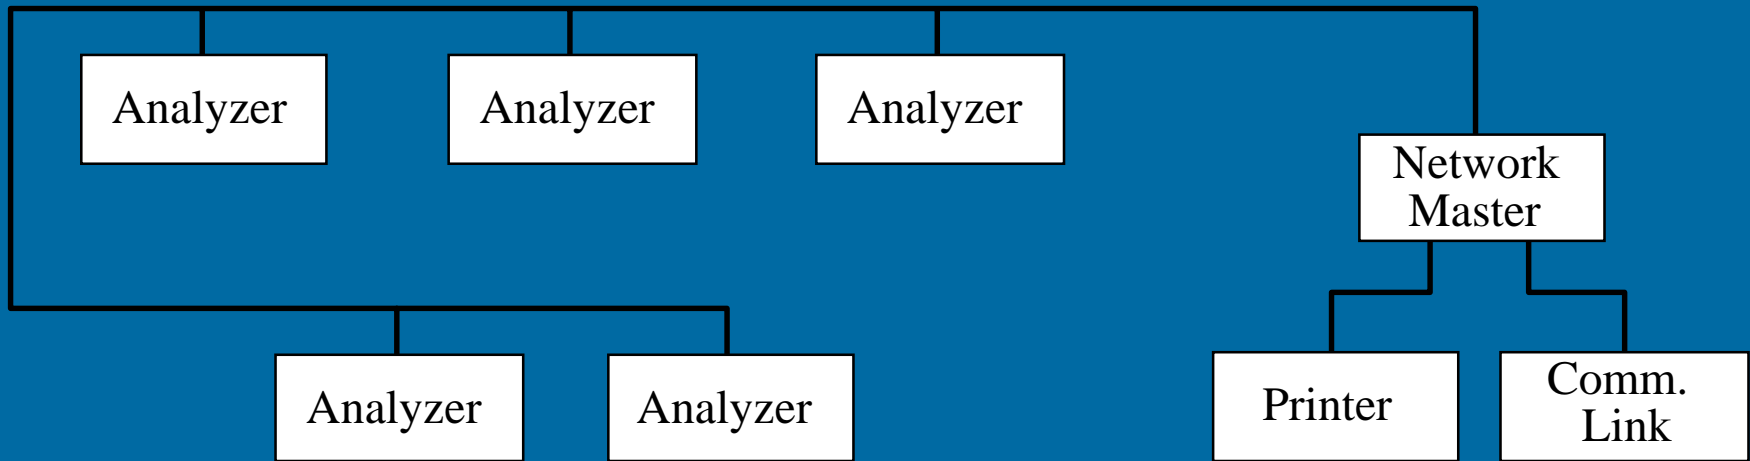 Analyzer
Analyzer
Analyzer
Network
Master
Analyzer
Analyzer
Printer
Comm.
Link